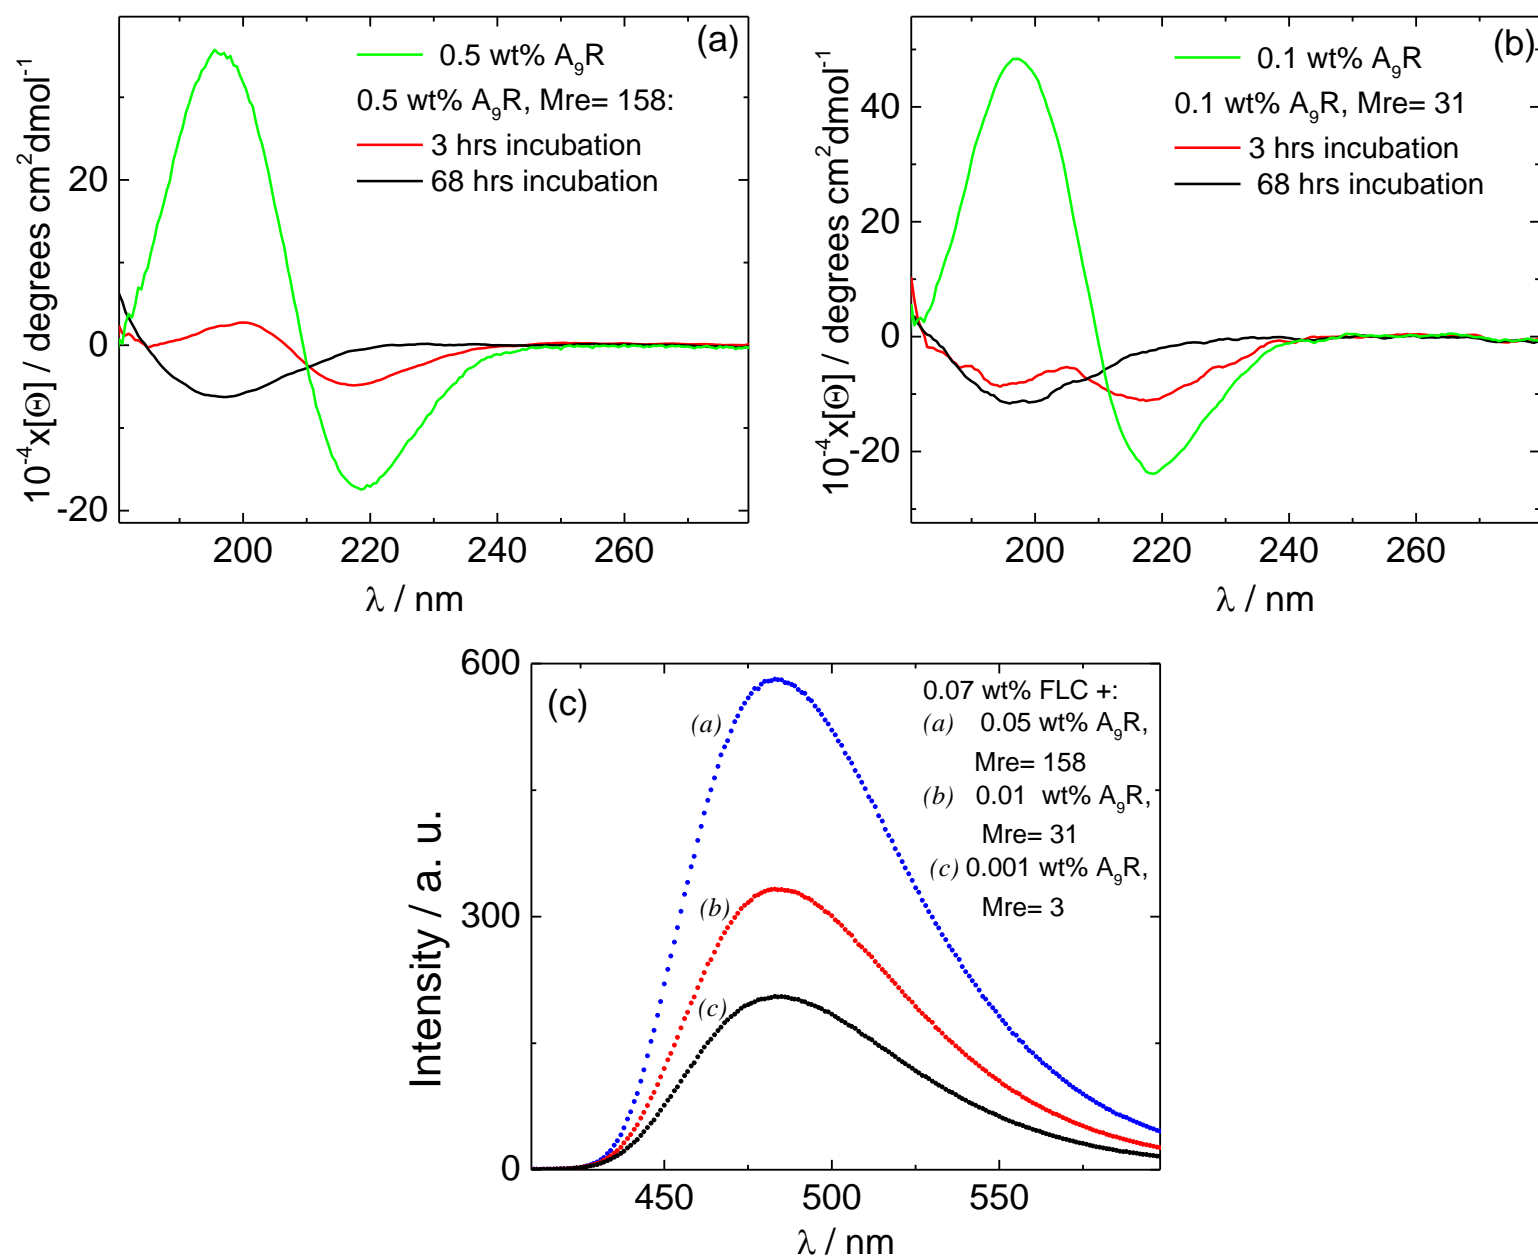 (a)
0.5 wt% A₉R
0.5 wt% A₉R, Mre= 158:
3 hrs incubation
68 hrs incubation
20
0
-20
10⁻⁴x[Θ] / degrees cm²dmol⁻¹
200 220 240 260
λ / nm
(b)
0.1 wt% A₉R
0.1 wt% A₉R, Mre= 31
3 hrs incubation
68 hrs incubation
40
20
0
-20
10⁻⁴x[Θ] / degrees cm²dmol⁻¹
200 220 240 260
λ / nm
(c)
0.07 wt% FLC +:
(a) 0.05 wt% A₉R,
Mre= 158
(b) 0.01 wt% A₉R,
Mre= 31
(c) 0.001 wt% A₉R,
Mre= 3
(a)
(b)
(c)
600
300
0
Intensity / a. u.
450 500 550
λ / nm